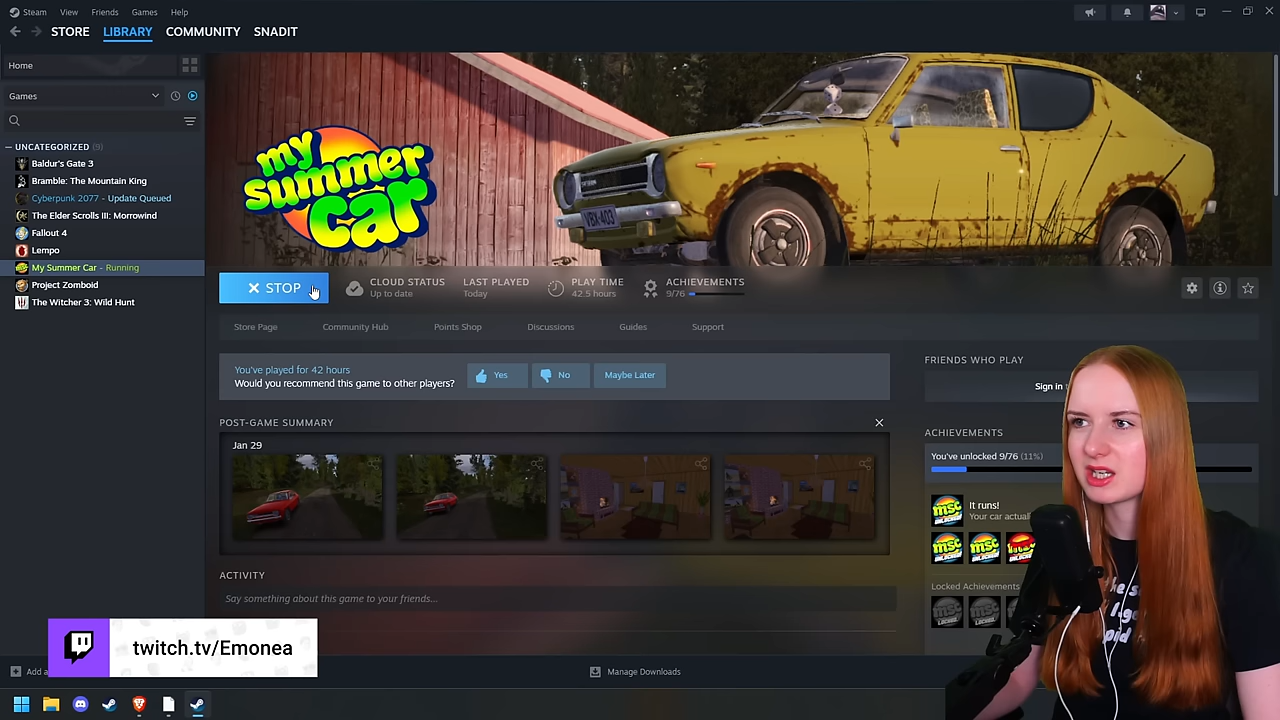 Steam View Friends Games Help
STORE LIBRARY COMMUNITY SNADIT
Home
Games
UNCATEGORIZED (9)
Baldur's Gate 3
Bramble: The Mountain King
Cyberpunk 2077 - Update Queued
The Elder Scrolls III: Morrowind
Fallout 4
Lempo
My Summer Car - Running
Project Zomboid
The Witcher 3: Wild Hunt
my
summer
car
VBX-403
STOP
CLOUD STATUS
Up to date
LAST PLAYED
Today
PLAY TIME
42.5 hours
ACHIEVEMENTS
9/76
Store Page Community Hub Points Shop Discussions Guides Support
You've played for 42 hours
Would you recommend this game to other players?
Yes No Maybe Later
POST-GAME SUMMARY
Jan 29
ACTIVITY
Say something about this game to your friends...
FRIENDS WHO PLAY
Sign in
ACHIEVEMENTS
You've unlocked 9/76 (11%)
It runs!
Your car
Locked Achievements
twitch.tv/Emonea
Add a
Manage Downloads